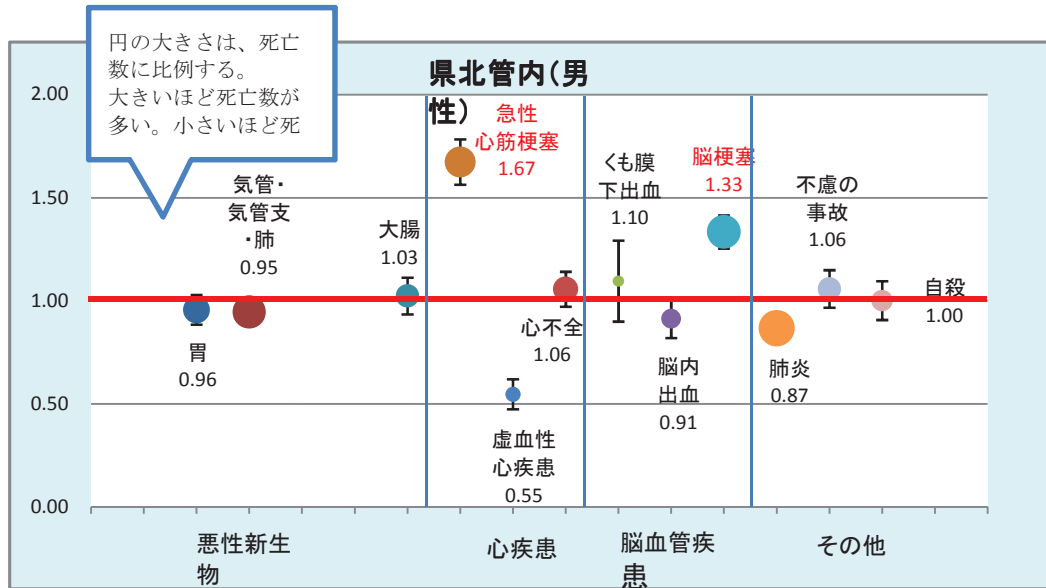 円の大きさは、死亡
数に比例する。
大きいほど死亡数が
多い。小さいほど死
県北管内（男
性）
2.00
1.50
1.00
0.50
0.00
気管・
気管支
・肺
0.95
胃
0.96
大腸
1.03
急性
心筋梗塞
1.67
虚血性
心疾患
0.55
心不全
1.06
くも膜
下出血
1.10
脳内
出血
0.91
脳梗塞
1.33
肺炎
0.87
不慮の
事故
1.06
自殺
1.00
悪性新生
物
心疾患
脳血管疾
患
その他